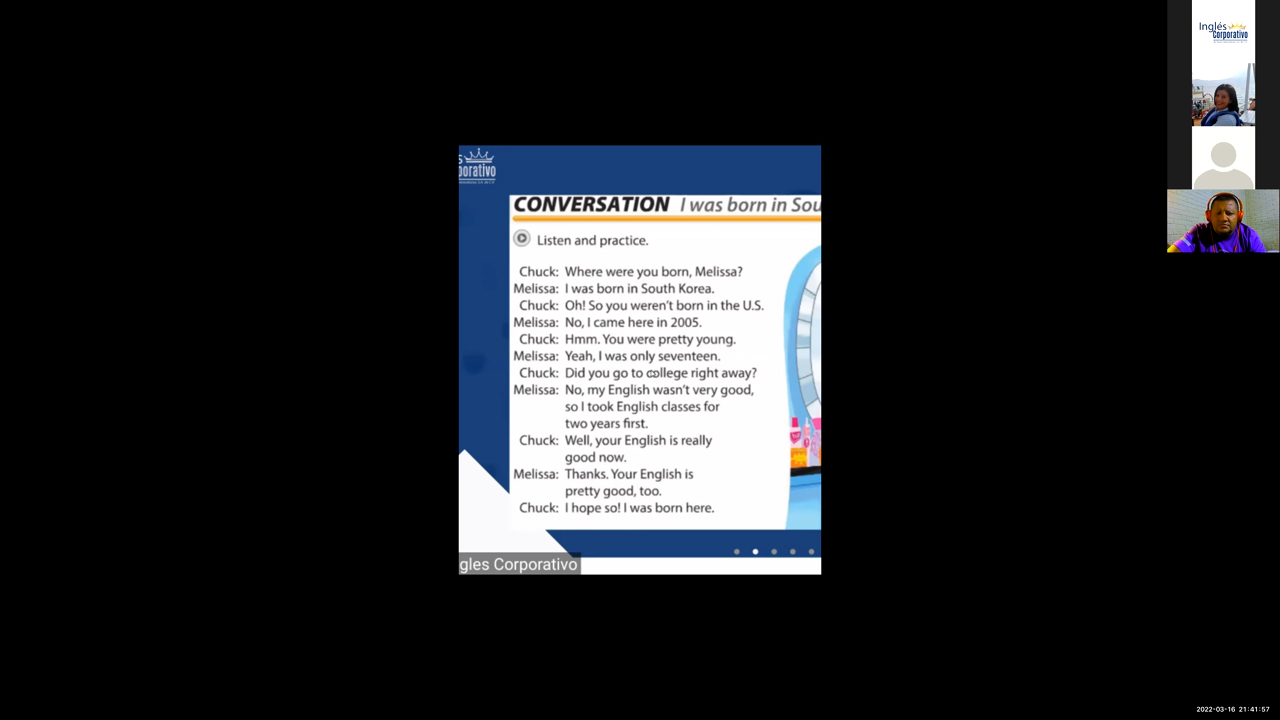 Inglés
Corporativo
S
porativo
CONVERSATION I was born in Sou
Listen and practice.
Chuck: Where were you born, Melissa?
Melissa: I was born in South Korea.
Chuck: Oh! So you weren't born in the U.S.
Melissa: No, I came here in 2005.
Chuck: Hmm. You were pretty young.
Melissa: Yeah, I was only seventeen.
Chuck: Did you go to college right away?
Melissa: No, my English wasn't very good,
so I took English classes for
two years first.
Chuck: Well, your English is really
good now.
Melissa: Thanks. Your English is
pretty good, too.
Chuck: I hope so! I was born here.
gles Corporativo
2022-03-16 21:41:57